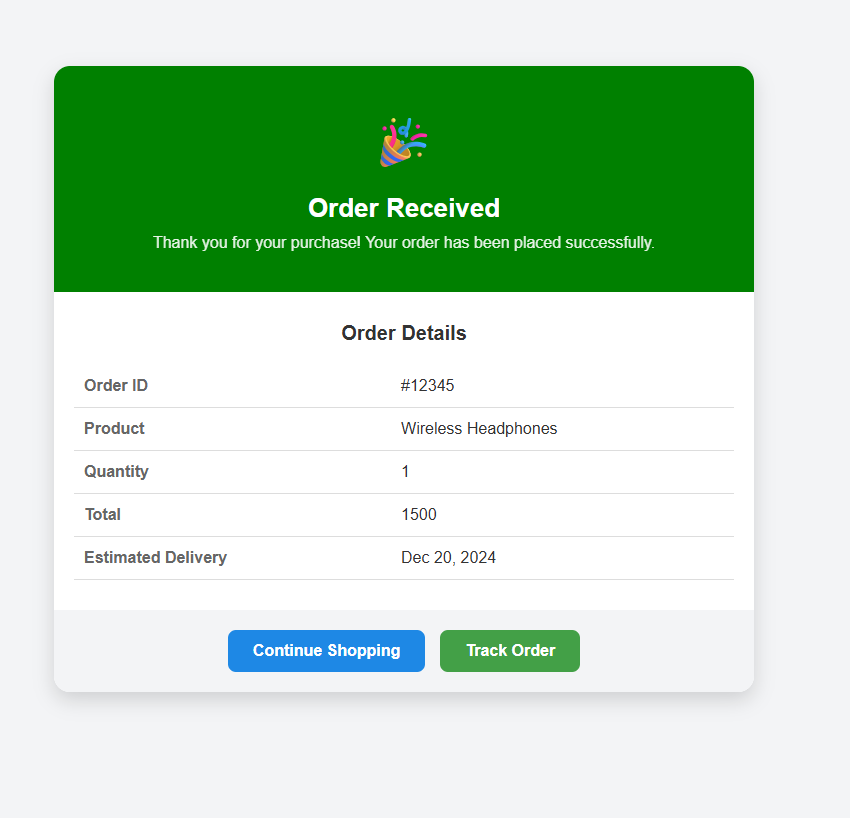 Order Received
Thank you for your purchase! Your order has been placed successfully.
Order Details
Order ID #12345
Product Wireless Headphones
Quantity 1
Total 1500
Estimated Delivery Dec 20, 2024
Continue Shopping Track Order